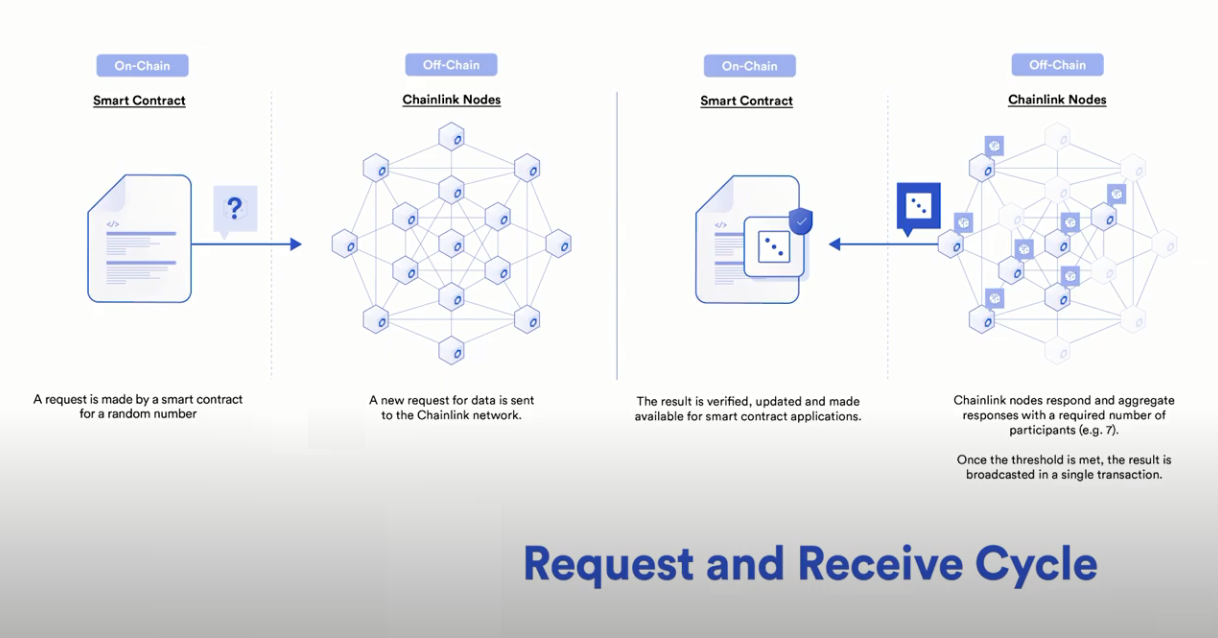 On-Chain
Smart Contract
</>
?
A request is made by a smart contract
for a random number
Off-Chain
Chainlink Nodes
A new request for data is sent
to the Chainlink network.
On-Chain
Smart Contract
</>
The result is verified, updated and made
available for smart contract applications.
Off-Chain
Chainlink Nodes
Chainlink nodes respond and aggregate
responses with a required number of
participants (e.g. 7).
Once the threshold is met, the result is
broadcasted in a single transaction.
Request and Receive Cycle